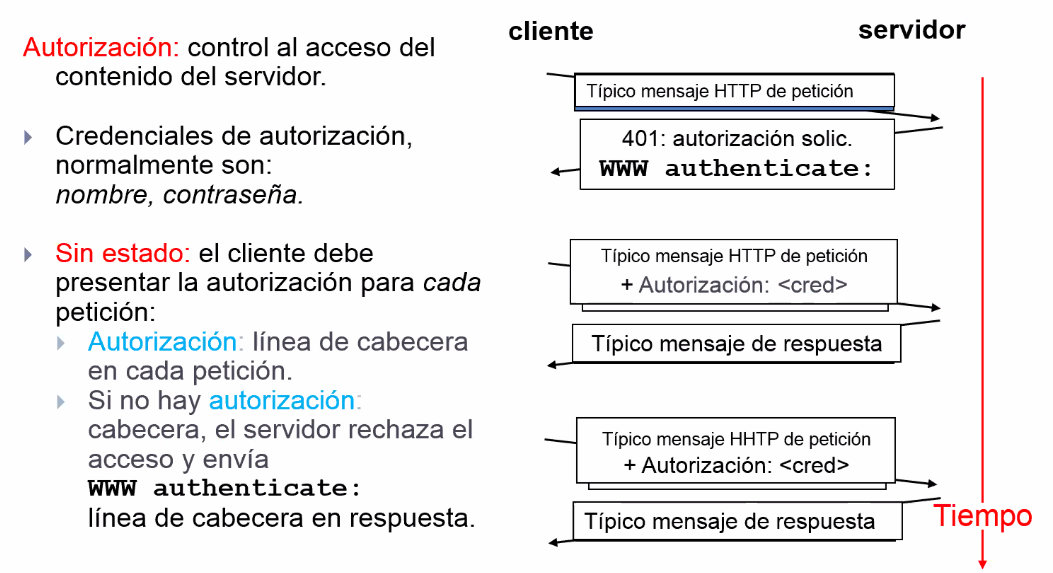 Autorización: control al acceso del
contenido del servidor.
Credenciales de autorización,
normalmente son:
nombre, contraseña.
Sin estado: el cliente debe
presentar la autorización para cada
petición:
Autorización: línea de cabecera
en cada petición.
Si no hay autorización:
cabecera, el servidor rechaza el
acceso y envía
WWW authenticate:
línea de cabecera en respuesta.
cliente
servidor
Típico mensaje HTTP de petición
401: autorización solic.
WWW authenticate:
Típico mensaje HTTP de petición
+ Autorización: <cred>
Típico mensaje de respuesta
Típico mensaje HHTP de petición
+ Autorización: <cred>
Típico mensaje de respuesta
Tiempo